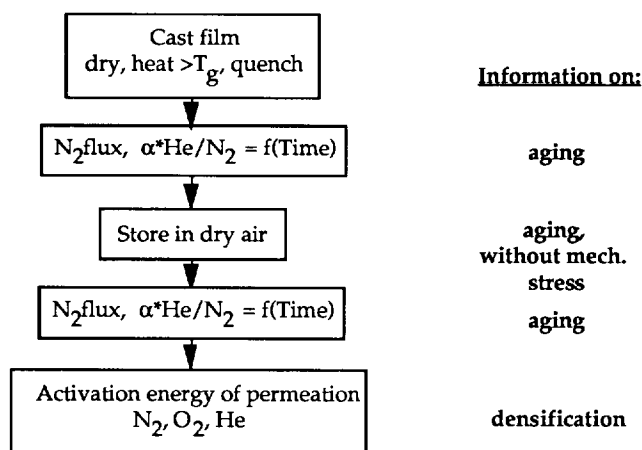 Cast film
dry, heat >Tg, quench
Information on:
N2flux, α*He/N2 = f(Time)
aging
Store in dry air
aging,
without mech.
stress
N2flux, α*He/N2 = f(Time)
aging
Activation energy of permeation
N2, O2, He
densification